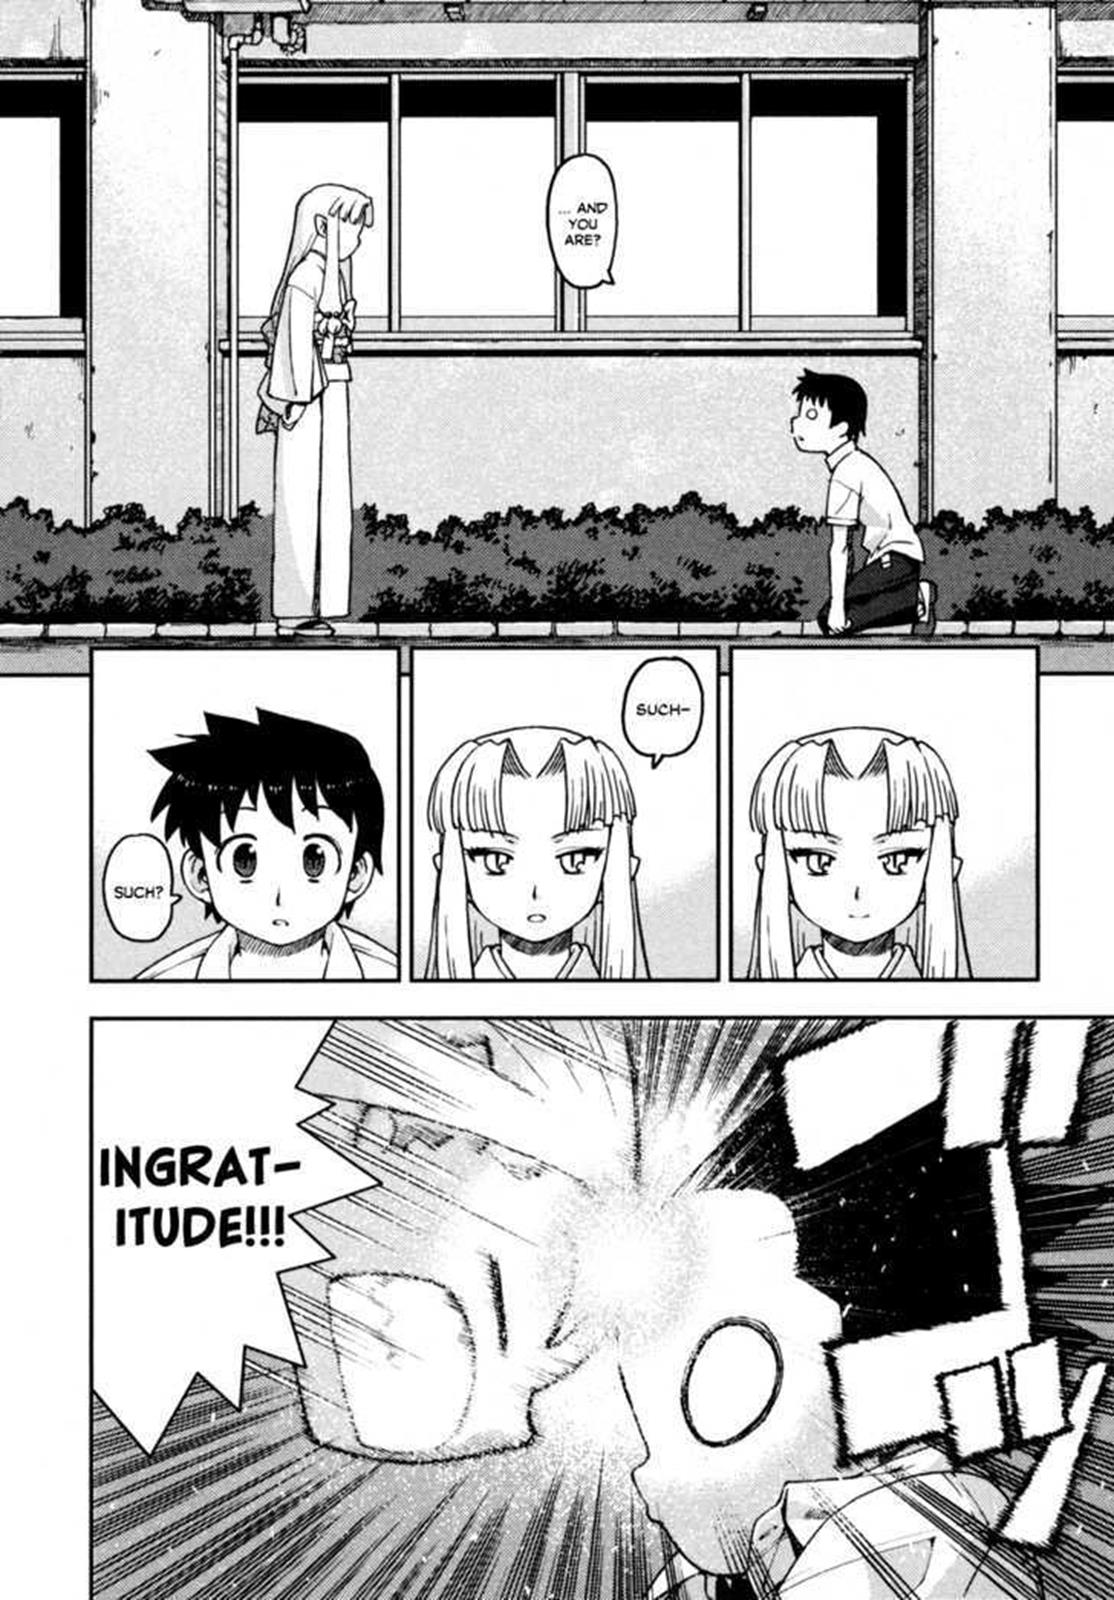 ... AND
YOU
ARE?
SUCH-
SUCH?
INGRAT-
ITUDE!!!